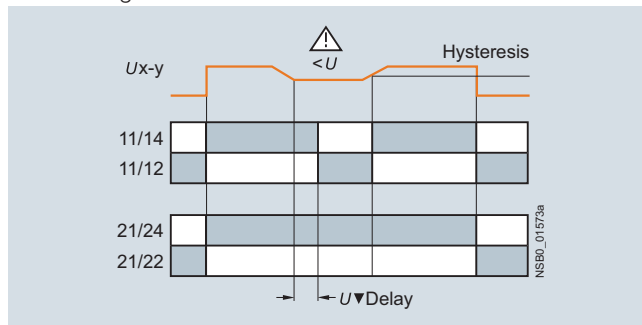 Ux-y
<U
Hysteresis
11/14
11/12
21/24
21/22
U▼Delay
NSB0_01573a